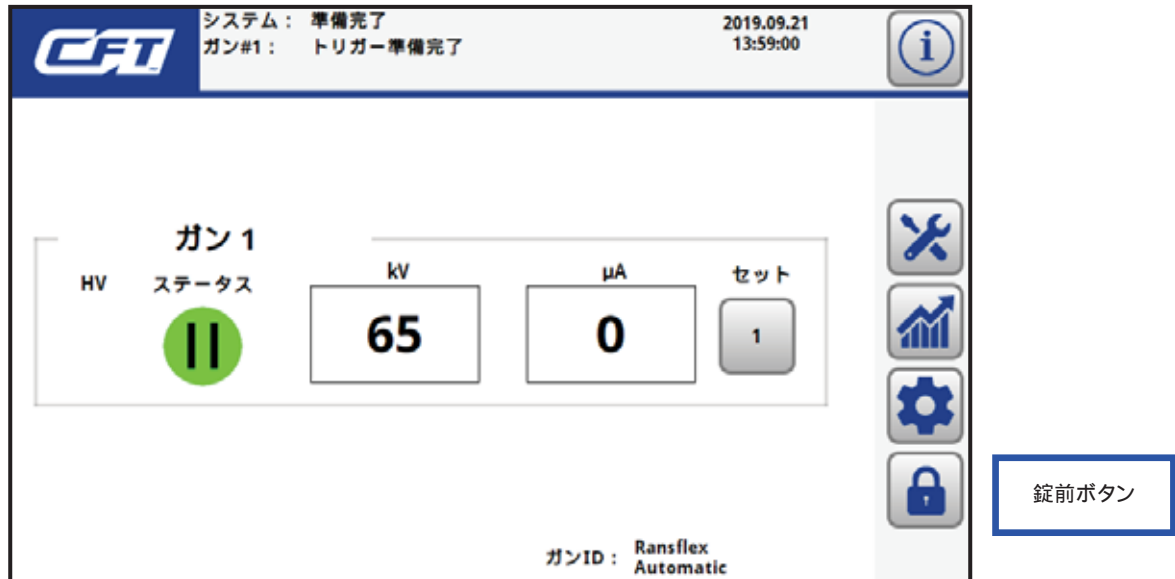 CFT
システム： 準備完了
ガン#1： トリガー準備完了
2019.09.21
13:59:00
i
ガン 1
HV ステータス kV µA セット
65 0 1
錠前ボタン
ガンID： Ransflex
Automatic